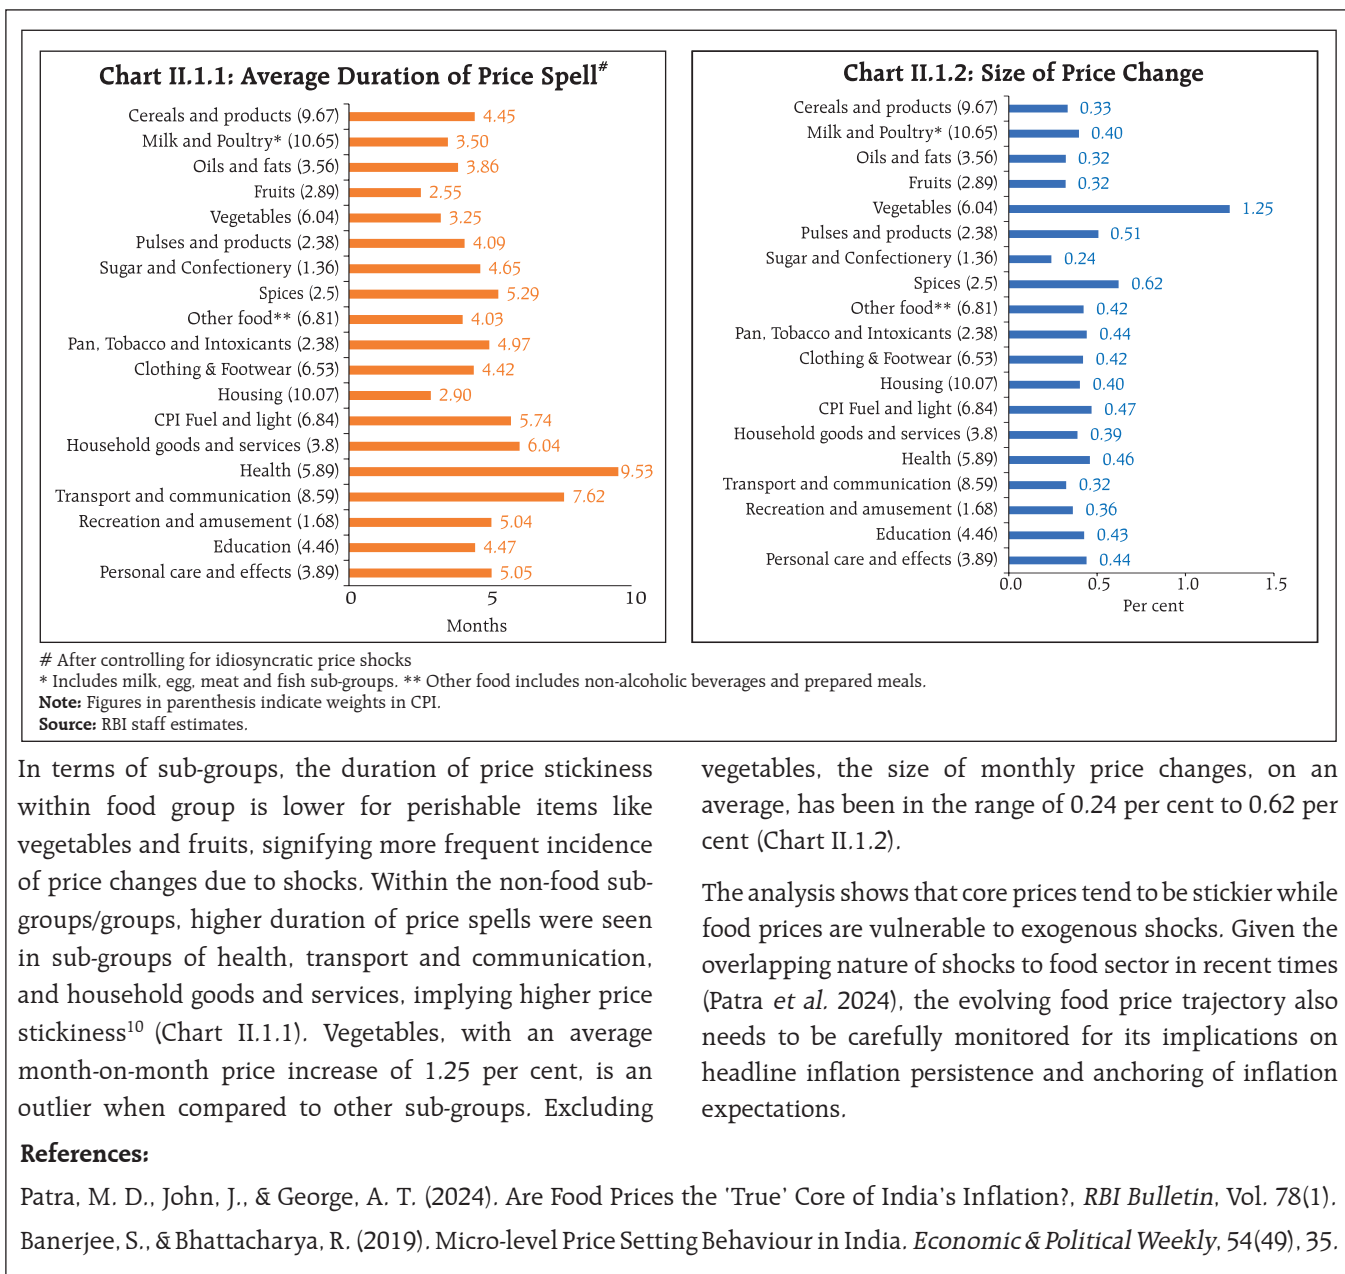 Chart II.1.1: Average Duration of Price Spell#
Cereals and products (9.67) 4.45
Milk and Poultry* (10.65) 3.50
Oils and fats (3.56) 3.86
Fruits (2.89) 2.55
Vegetables (6.04) 3.25
Pulses and products (2.38) 4.09
Sugar and Confectionery (1.36) 4.65
Spices (2.5) 5.29
Other food** (6.81) 4.03
Pan, Tobacco and Intoxicants (2.38) 4.97
Clothing & Footwear (6.53) 4.42
Housing (10.07) 2.90
CPI Fuel and light (6.84) 5.74
Household goods and services (3.8) 6.04
Health (5.89) 9.53
Transport and communication (8.59) 7.62
Recreation and amusement (1.68) 5.04
Education (4.46) 4.47
Personal care and effects (3.89) 5.05
0 5 10
Months
Chart II.1.2: Size of Price Change
Cereals and products (9.67) 0.33
Milk and Poultry* (10.65) 0.40
Oils and fats (3.56) 0.32
Fruits (2.89) 0.32
Vegetables (6.04) 1.25
Pulses and products (2.38) 0.51
Sugar and Confectionery (1.36) 0.24
Spices (2.5) 0.62
Other food** (6.81) 0.42
Pan, Tobacco and Intoxicants (2.38) 0.44
Clothing & Footwear (6.53) 0.42
Housing (10.07) 0.40
CPI Fuel and light (6.84) 0.47
Household goods and services (3.8) 0.39
Health (5.89) 0.46
Transport and communication (8.59) 0.32
Recreation and amusement (1.68) 0.36
Education (4.46) 0.43
Personal care and effects (3.89) 0.44
0.0 0.5 1.0 1.5
Per cent
# After controlling for idiosyncratic price shocks
* Includes milk, egg, meat and fish sub-groups. ** Other food includes non-alcoholic beverages and prepared meals.
Note: Figures in parenthesis indicate weights in CPI.
Source: RBI staff estimates.
In terms of sub-groups, the duration of price stickiness
within food group is lower for perishable items like
vegetables and fruits, signifying more frequent incidence
of price changes due to shocks. Within the non-food sub-
groups/groups, higher duration of price spells were seen
in sub-groups of health, transport and communication,
and household goods and services, implying higher price
stickiness10 (Chart II.1.1). Vegetables, with an average
month-on-month price increase of 1.25 per cent, is an
outlier when compared to other sub-groups. Excluding
vegetables, the size of monthly price changes, on an
average, has been in the range of 0.24 per cent to 0.62 per
cent (Chart II.1.2).
The analysis shows that core prices tend to be stickier while
food prices are vulnerable to exogenous shocks. Given the
overlapping nature of shocks to food sector in recent times
(Patra et al. 2024), the evolving food price trajectory also
needs to be carefully monitored for its implications on
headline inflation persistence and anchoring of inflation
expectations.
References:
Patra, M. D., John, J., & George, A. T. (2024). Are Food Prices the 'True' Core of India's Inflation?, RBI Bulletin, Vol. 78(1).
Banerjee, S., & Bhattacharya, R. (2019). Micro-level Price Setting Behaviour in India. Economic & Political Weekly, 54(49), 35.